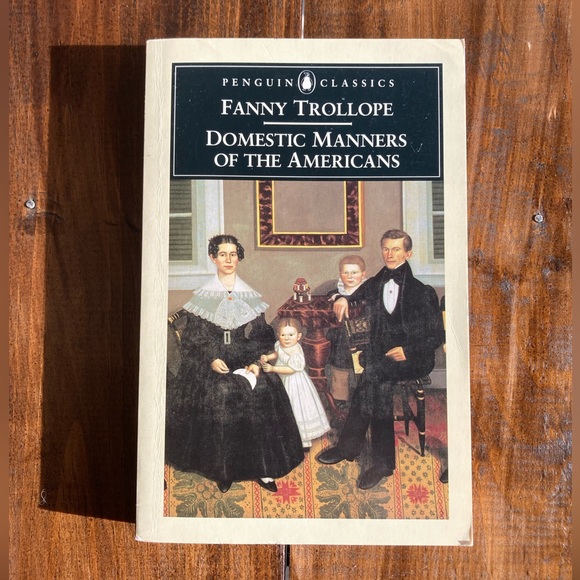 PENGUIN CLASSICS
FANNY TROLLOPE
DOMESTIC MANNERS
OF THE AMERICANS